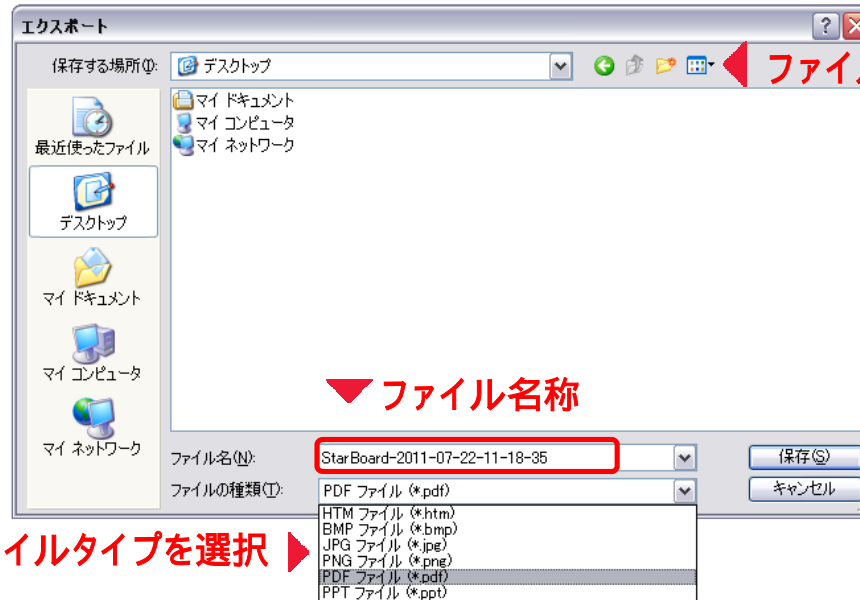 エクスポート
保存する場所(I):
デスクトップ
ファイル
マイ ドキュメント
マイ コンピュータ
マイ ネットワーク
最近使ったファイル
デスクトップ
マイ ドキュメント
マイ コンピュータ
マイ ネットワーク
ファイル名称
ファイル名(N):
StarBoard-2011-07-22-11-18-35
保存(S)
ファイルの種類(T):
PDF ファイル (*.pdf)
キャンセル
HTM ファイル (*.htm)
BMP ファイル (*.bmp)
JPG ファイル (*.jpg)
PNG ファイル (*.png)
PDF ファイル (*.pdf)
PPT ファイル (*.ppt)
イルタイプを選択